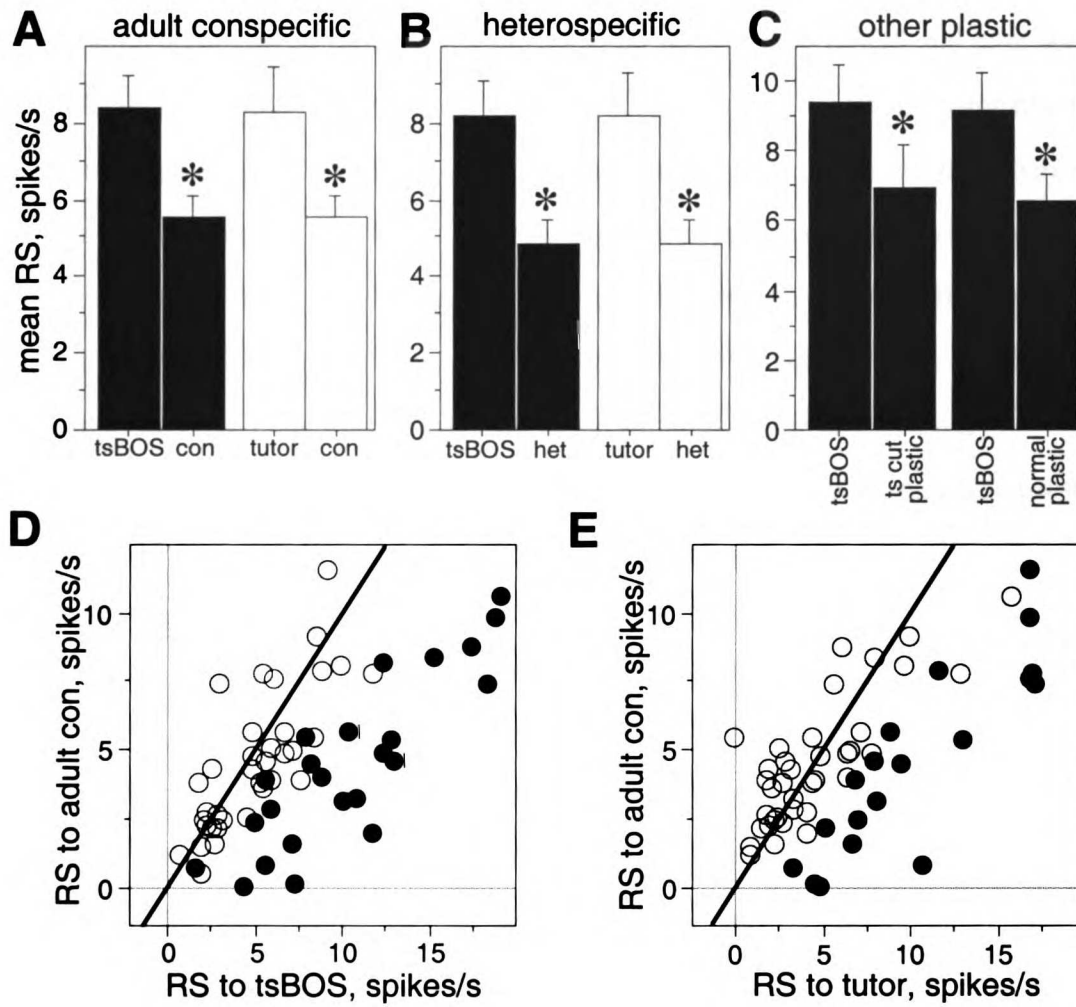 A adult conspecific
B heterospecific
C other plastic
mean RS, spikes/s
8
6
4
2
0
* *
tsBOS con tutor con
8
6
4
2
0
* *
tsBOS het tutor het
10
8
6
4
2
0
* *
tsBOS
ts cut
plastic
tsBOS
normal
plastic
D
RS to adult con, spikes/s
10
5
0
0 5 10 15
RS to tsBOS, spikes/s
E
RS to adult con, spikes/s
10
5
0
0 5 10 15
RS to tutor, spikes/s